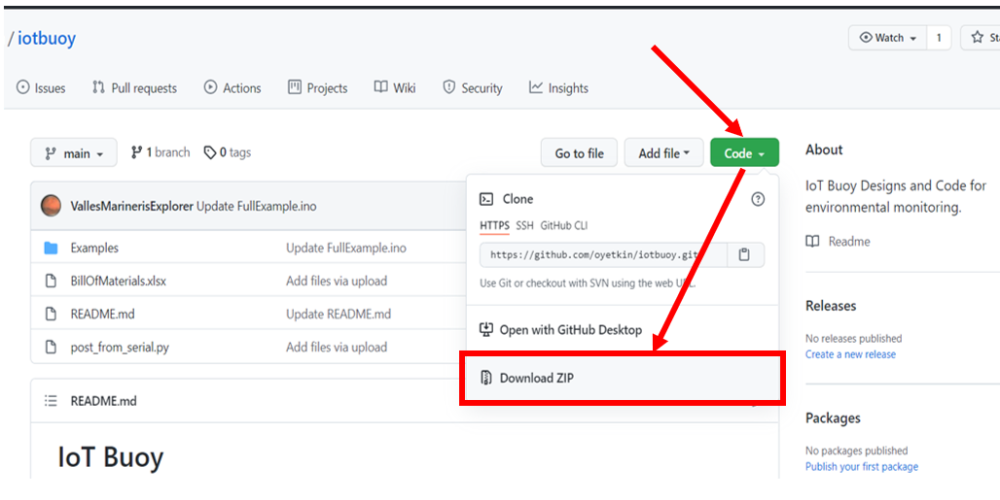 / iotbuoy
Watch 1
Issues Pull requests Actions Projects Wiki Security Insights
main 1 branch 0 tags Go to file Add file Code
VallesMarinerisExplorer Update FullExample.ino
Examples Update FullExample.ino
BillOfMaterials.xlsx Add files via upload
README.md Update README.md
post_from_serial.py Add files via upload
README.md
IoT Buoy
Clone
HTTPS SSH GitHub CLI
https://github.com/oyetkin/iotbuoy.git
Use Git or checkout with SVN using the web URL.
Open with GitHub Desktop
Download ZIP
About
IoT Buoy Designs and Code for
environmental monitoring.
Readme
Releases
No releases published
Create a new release
Packages
No packages published
Publish your first package